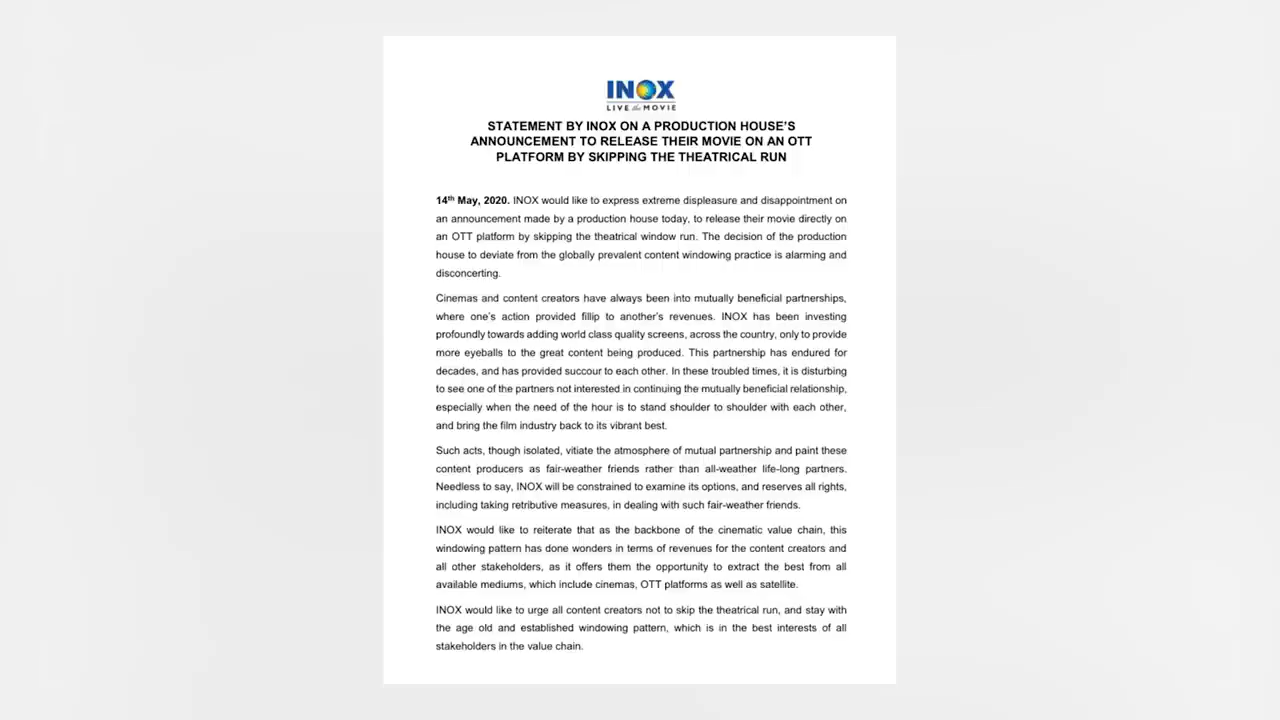 INOX
LIVE the MOVIE
STATEMENT BY INOX ON A PRODUCTION HOUSE'S
ANNOUNCEMENT TO RELEASE THEIR MOVIE ON AN OTT
PLATFORM BY SKIPPING THE THEATRICAL RUN
14th May, 2020. INOX would like to express extreme displeasure and disappointment on
an announcement made by a production house today, to release their movie directly on
an OTT platform by skipping the theatrical window run. The decision of the production
house to deviate from the globally prevalent content windowing practice is alarming and
disconcerting.
Cinemas and content creators have always been into mutually beneficial partnerships,
where one's action provided fillip to another's revenues. INOX has been investing
profoundly towards adding world class quality screens, across the country, only to provide
more eyeballs to the great content being produced. This partnership has endured for
decades, and has provided succour to each other. In these troubled times, it is disturbing
to see one of the partners not interested in continuing the mutually beneficial relationship,
especially when the need of the hour is to stand shoulder to shoulder with each other,
and bring the film industry back to its vibrant best.
Such acts, though isolated, vitiate the atmosphere of mutual partnership and paint these
content producers as fair-weather friends rather than all-weather life-long partners.
Needless to say, INOX will be constrained to examine its options, and reserves all rights,
including taking retributive measures, in dealing with such fair-weather friends.
INOX would like to reiterate that as the backbone of the cinematic value chain, this
windowing pattern has done wonders in terms of revenues for the content creators and
all other stakeholders, as it offers them the opportunity to extract the best from all
available mediums, which include cinemas, OTT platforms as well as satellite.
INOX would like to urge all content creators not to skip the theatrical run, and stay with
the age old and established windowing pattern, which is in the best interests of all
stakeholders in the value chain.